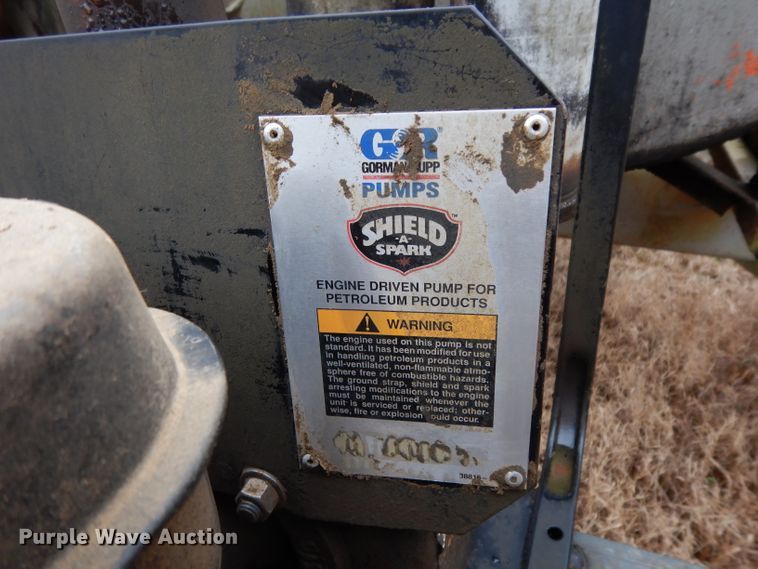 GR®
GORMAN-RUPP
PUMPS
SHIELD™
-A-
SPARK
ENGINE DRIVEN PUMP FOR
PETROLEUM PRODUCTS
WARNING
The engine used on this pump is not
standard. It has been modified for use
in handling petroleum products in a
well-ventilated, non-flammable atmo-
sphere free of combustible hazards.
The ground strap, shield and spark
arresting modifications to the engine
must be maintained whenever the
unit is serviced or replaced; other-
wise, fire or explosion could occur.
38816
Purple Wave Auction®